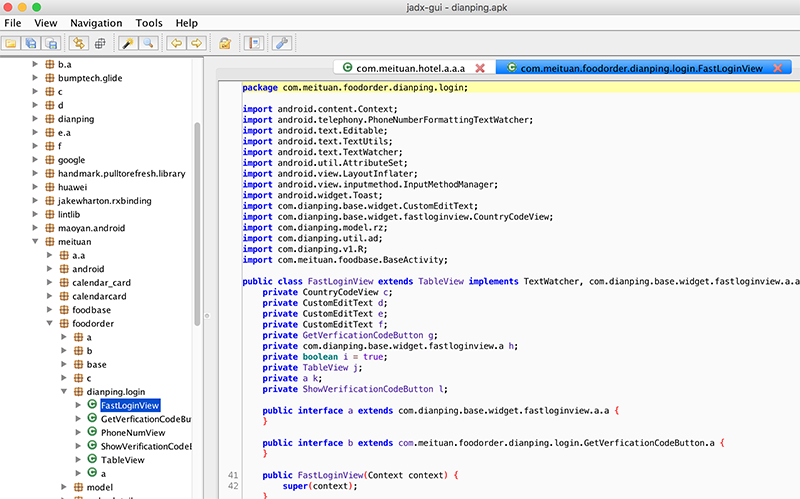 jadx-gui - dianping.apk
File View Navigation Tools Help
com.meituan.hotel.a.a.a
com.meituan.foodorder.dianping.login.FastLoginView
b.a
bumptech.glide
c
d
dianping
e.a
f
google
handmark.pulltorefresh.library
huawei
jakewharton.rxbinding
lintlib
maoyan.android
meituan
a.a
android
calendar_card
calendarcard
foodbase
foodorder
a
b
base
c
dianping.login
FastLoginView
GetVerficationCodeBu
PhoneNumView
ShowVerificationCodeE
TableView
a
model
package com.meituan.foodorder.dianping.login;
import android.content.Context;
import android.telephony.PhoneNumberFormattingTextWatcher;
import android.text.Editable;
import android.text.TextUtils;
import android.text.TextWatcher;
import android.util.AttributeSet;
import android.view.LayoutInflater;
import android.view.inputmethod.InputMethodManager;
import android.widget.Toast;
import com.dianping.base.widget.CustomEditText;
import com.dianping.base.widget.fastloginview.CountryCodeView;
import com.dianping.model.rz;
import com.dianping.util.ad;
import com.dianping.v1.R;
import com.meituan.foodbase.BaseActivity;
public class FastLoginView extends TableView implements TextWatcher, com.dianping.base.widget.fastloginview.a.a
private CountryCodeView c;
private CustomEditText d;
private CustomEditText e;
private CustomEditText f;
private GetVerficationCodeButton g;
private com.dianping.base.widget.fastloginview.a h;
private boolean i = true;
private TableView j;
private a k;
private ShowVerificationCodeButton l;
public interface a extends com.dianping.base.widget.fastloginview.a.a {
}
public interface b extends com.meituan.foodorder.dianping.login.GetVerficationCodeButton.a {
}
41 public FastLoginView(Context context) {
42 super(context);
}